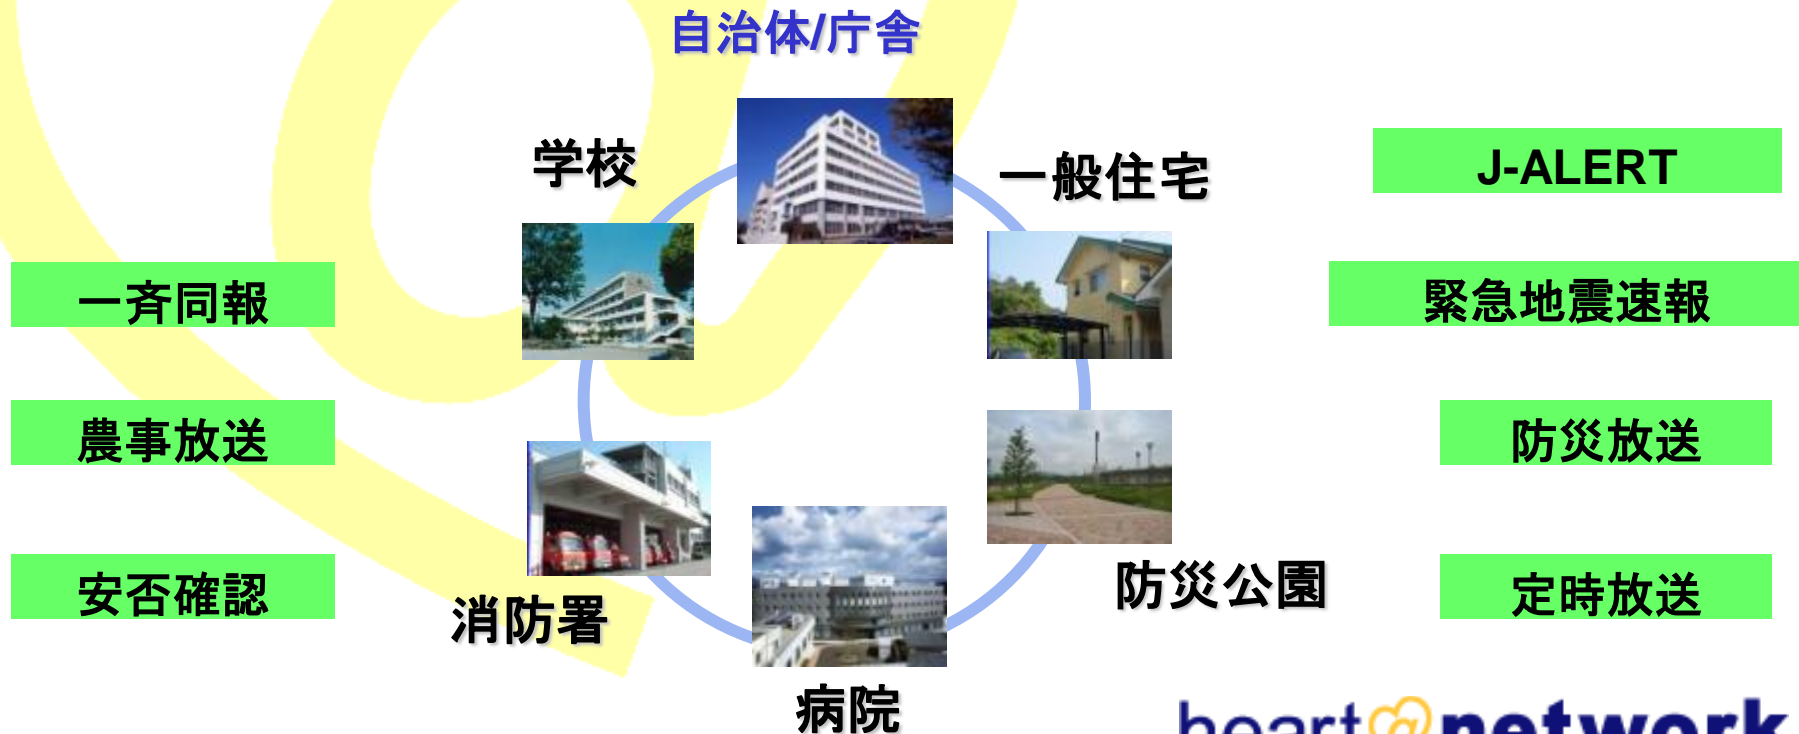 自治体/庁舎
学校
一般住宅
J-ALERT
一斉同報
緊急地震速報
農事放送
防災放送
安否確認
消防署
防災公園
定時放送
病院
heart@network